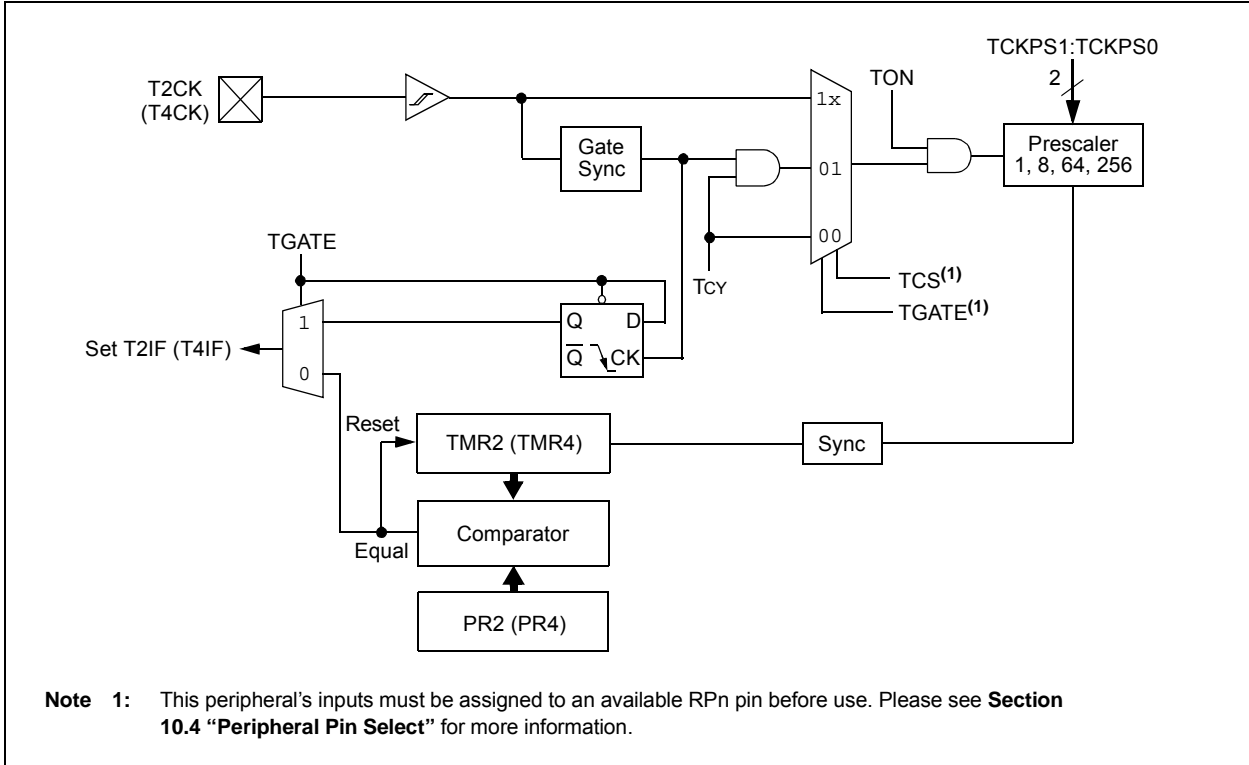 TCKPS1:TCKPS0
2
TON
T2CK
(T4CK)
1x
Gate
Sync
01
Prescaler
1, 8, 64, 256
00
TGATE
TCY
TCS(1)
TGATE(1)
1
Q D
Set T2IF (T4IF)
Q CK
0
Reset
TMR2 (TMR4)
Sync
Comparator
Equal
PR2 (PR4)
Note 1: This peripheral's inputs must be assigned to an available RPn pin before use. Please see Section
10.4 “Peripheral Pin Select” for more information.